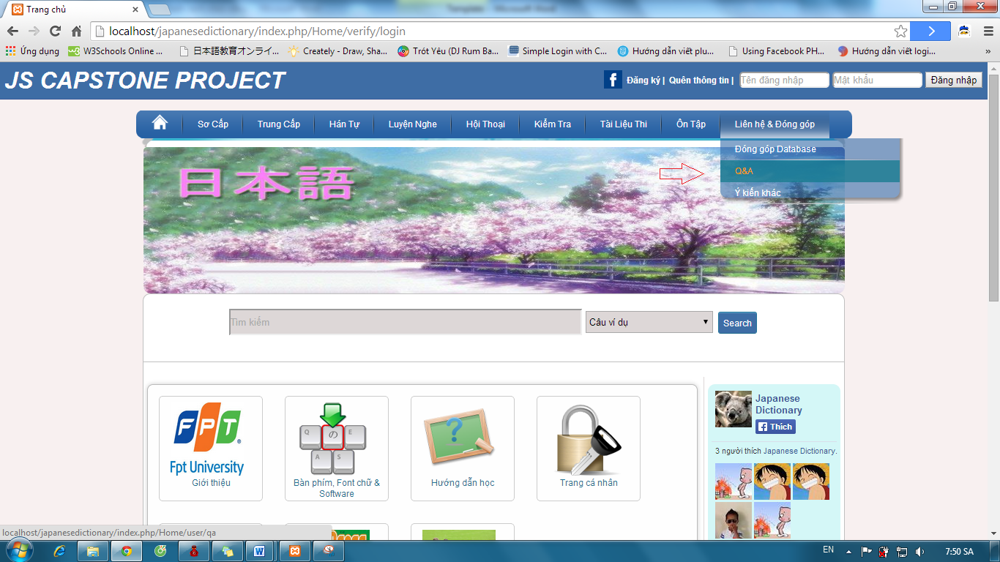 Trang chủ
localhost/japanesedictionary/index.php/Home/verify/login
Ứng dụng W3Schools Online ... 日本語教育オンライ... Creately - Draw, Sha... Trót Yêu (DJ Rum Ba... Simple Login with C... Hướng dẫn viết plu... Using Facebook PH... Hướng dẫn viết logi... »
JS CAPSTONE PROJECT
Đăng ký | Quên thông tin | Tên đăng nhập Mật khẩu Đăng nhập
Sơ Cấp Trung Cấp Hán Tự Luyện Nghe Hội Thoại Kiểm Tra Tài Liệu Thi Ôn Tập Liên hệ & Đóng góp
Đóng góp Database
Q&A
Ý kiến khác
日本語
Tìm kiếm Câu ví dụ Search
FPT
Fpt University
Giới thiệu
Q の E
A S
Bàn phím, Font chữ &
Software
?
Hướng dẫn học
Trang cá nhân
Japanese
Dictionary
Thích
3 người thích Japanese Dictionary.
localhost/japanesedictionary/index.php/Home/user/qa
EN 7:50 SA